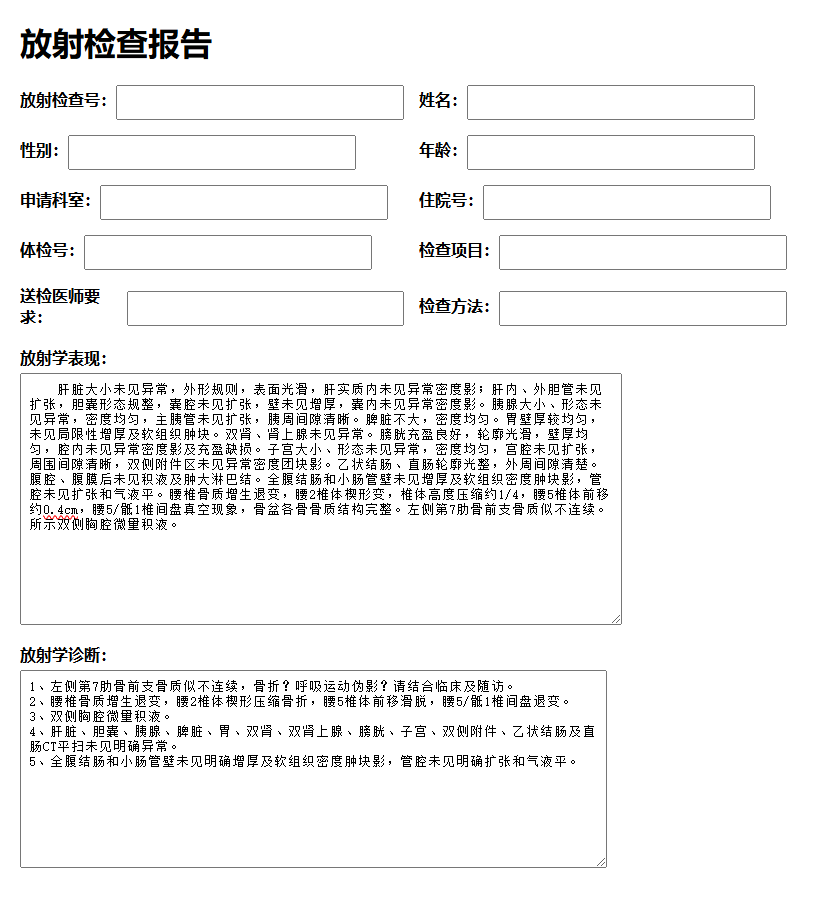 放射检查报告
放射检查号： 姓名：
性别： 年龄：
申请科室： 住院号：
体检号： 检查项目：
送检医师要
求： 检查方法：
放射学表现：
肝脏大小未见异常，外形规则，表面光滑，肝实质内未见异常密度影；肝内、外胆管未见
扩张，胆囊形态规整，囊腔未见扩张，壁未见增厚，囊内未见异常密度影。胰腺大小、形态未
见异常，密度均匀，主胰管未见扩张，胰周间隙清晰。脾脏不大，密度均匀。胃壁厚较均匀，
未见局限性增厚及软组织肿块。双肾、肾上腺未见异常。膀胱充盈良好，轮廓光滑，壁厚均
匀，腔内未见异常密度影及充盈缺损。子宫大小、形态未见异常，密度均匀，宫腔未见扩张，
周围间隙清晰，双侧附件区未见异常密度团块影。乙状结肠、直肠轮廓光整，外周间隙清楚。
腹腔、腹膜后未见积液及肿大淋巴结。全腹结肠和小肠管壁未见增厚及软组织密度肿块影，管
腔未见扩张和气液平。腰椎骨质增生退变，腰2椎体楔形变，椎体高度压缩约1/4，腰5椎体前移
约0.4cm，腰5/骶1椎间盘真空现象，骨盆各骨骨质结构完整。左侧第7肋骨前支骨质似不连续。
所示双侧胸腔微量积液。
放射学诊断：
1、左侧第7肋骨前支骨质似不连续，骨折？呼吸运动伪影？请结合临床及随访。
2、腰椎骨质增生退变，腰2椎体楔形压缩骨折，腰5椎体前移滑脱，腰5/骶1椎间盘退变。
3、双侧胸腔微量积液。
4、肝脏、胆囊、胰腺、脾脏、胃、双肾、双肾上腺、膀胱、子宫、双侧附件、乙状结肠及直
肠CT平扫未见明确异常。
5、全腹结肠和小肠管壁未见明确增厚及软组织密度肿块影，管腔未见明确扩张和气液平。